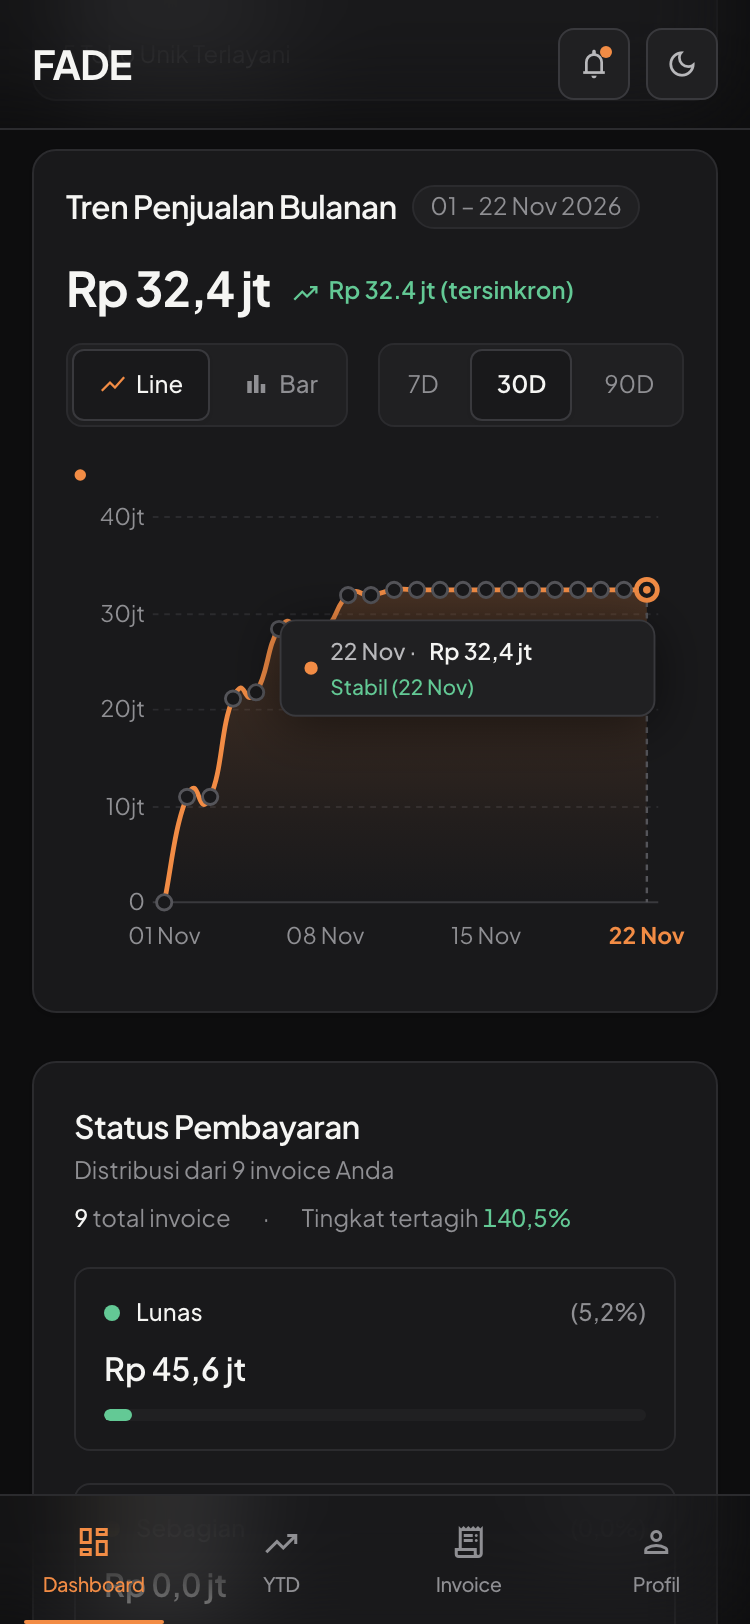 Unik Terlayani
FADE
Tren Penjualan Bulanan 01 – 22 Nov 2026
Rp 32,4 jt Rp 32.4 jt (tersinkron)
Line Bar 7D 30D 90D
40jt
30jt
22 Nov · Rp 32,4 jt
Stabil (22 Nov)
20jt
10jt
0
01 Nov 08 Nov 15 Nov 22 Nov
Status Pembayaran
Distribusi dari 9 invoice Anda
9 total invoice · Tingkat tertagih 140,5%
Lunas (5,2%)
Rp 45,6 jt
Sebagian
Rp 0,0 jt
Dashboard YTD Invoice Profil